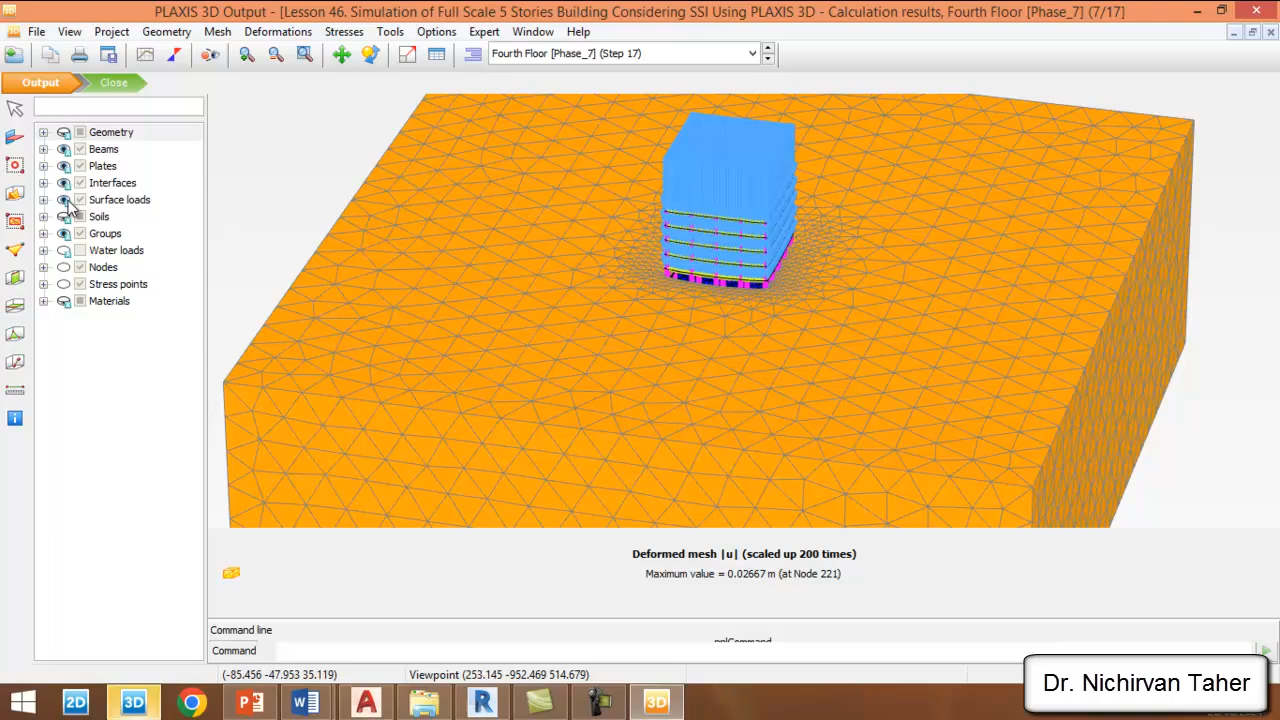 PLAXIS 3D Output - [Lesson 46. Simulation of Full Scale 5 Stories Building Considering SSI Using PLAXIS 3D - Calculation results, Fourth Floor [Phase_7] (7/17)]
File View Project Geometry Mesh Deformations Stresses Tools Options Expert Window Help
Fourth Floor [Phase_7] (Step 17)
Output Close
Geometry
Beams
Plates
Interfaces
Surface loads
Soils
Groups
Water loads
Nodes
Stress points
Materials
Deformed mesh |u| (scaled up 200 times)
Maximum value = 0.02667 m (at Node 221)
Command line
Command
(-85.456 -47.953 35.119) Viewpoint (253.145 -952.469 514.679)
Dr. Nichirvan Taher
2D 3D 3D